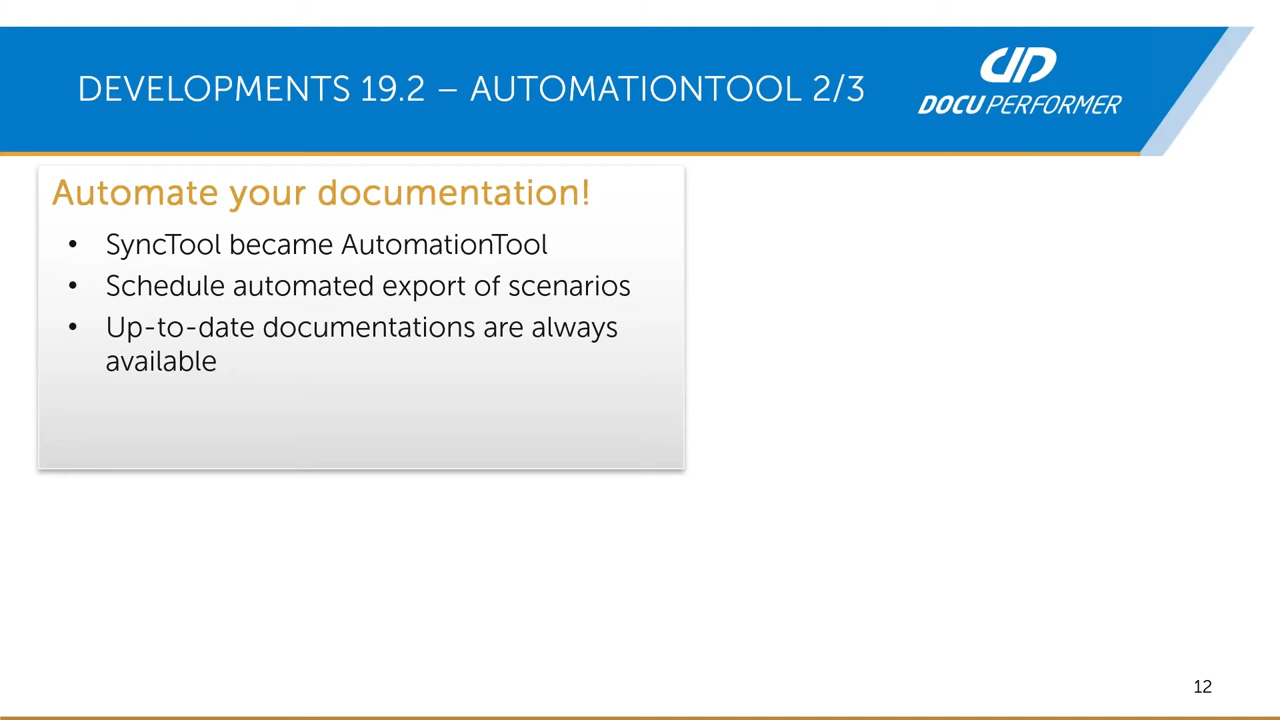 DEVELOPMENTS 19.2 – AUTOMATIONTOOL 2/3
DOCU PERFORMER
Automate your documentation!
• SyncTool became AutomationTool
• Schedule automated export of scenarios
• Up-to-date documentations are always
available
12